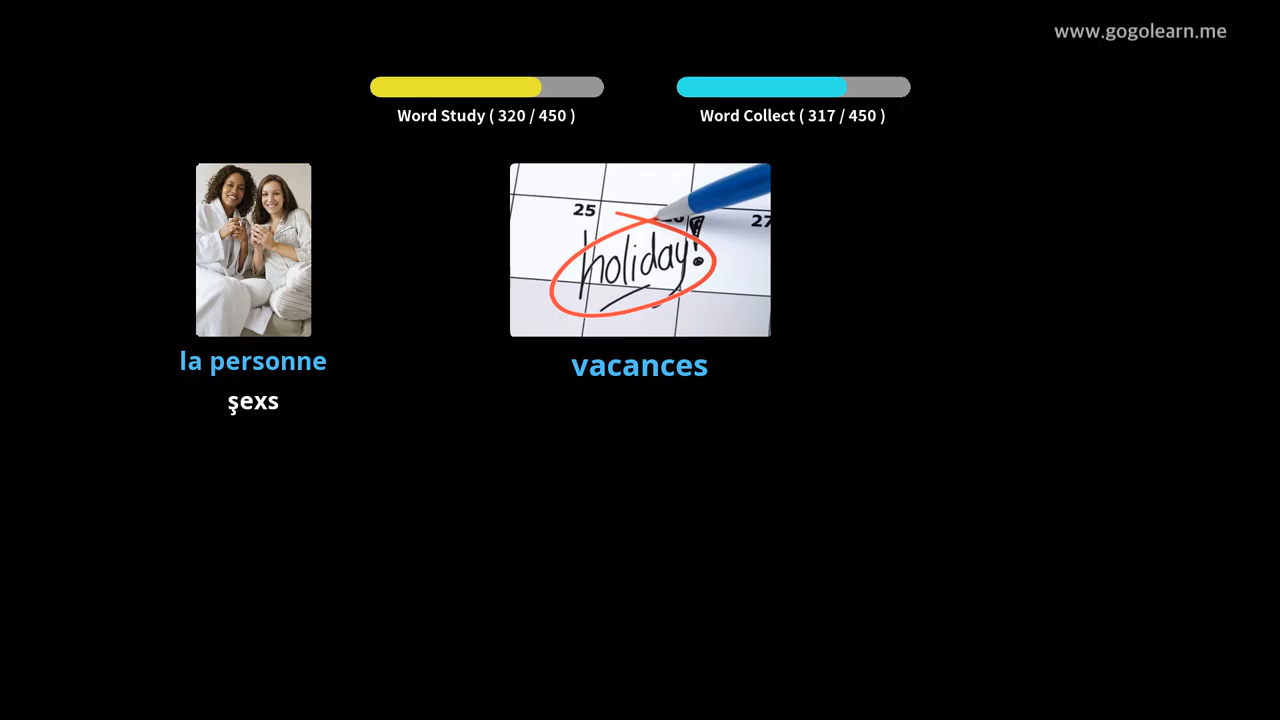 www.gogolearn.me
Word Study ( 320 / 450 )
Word Collect ( 317 / 450 )
25
27
holiday!
la personne
vacances
şexs